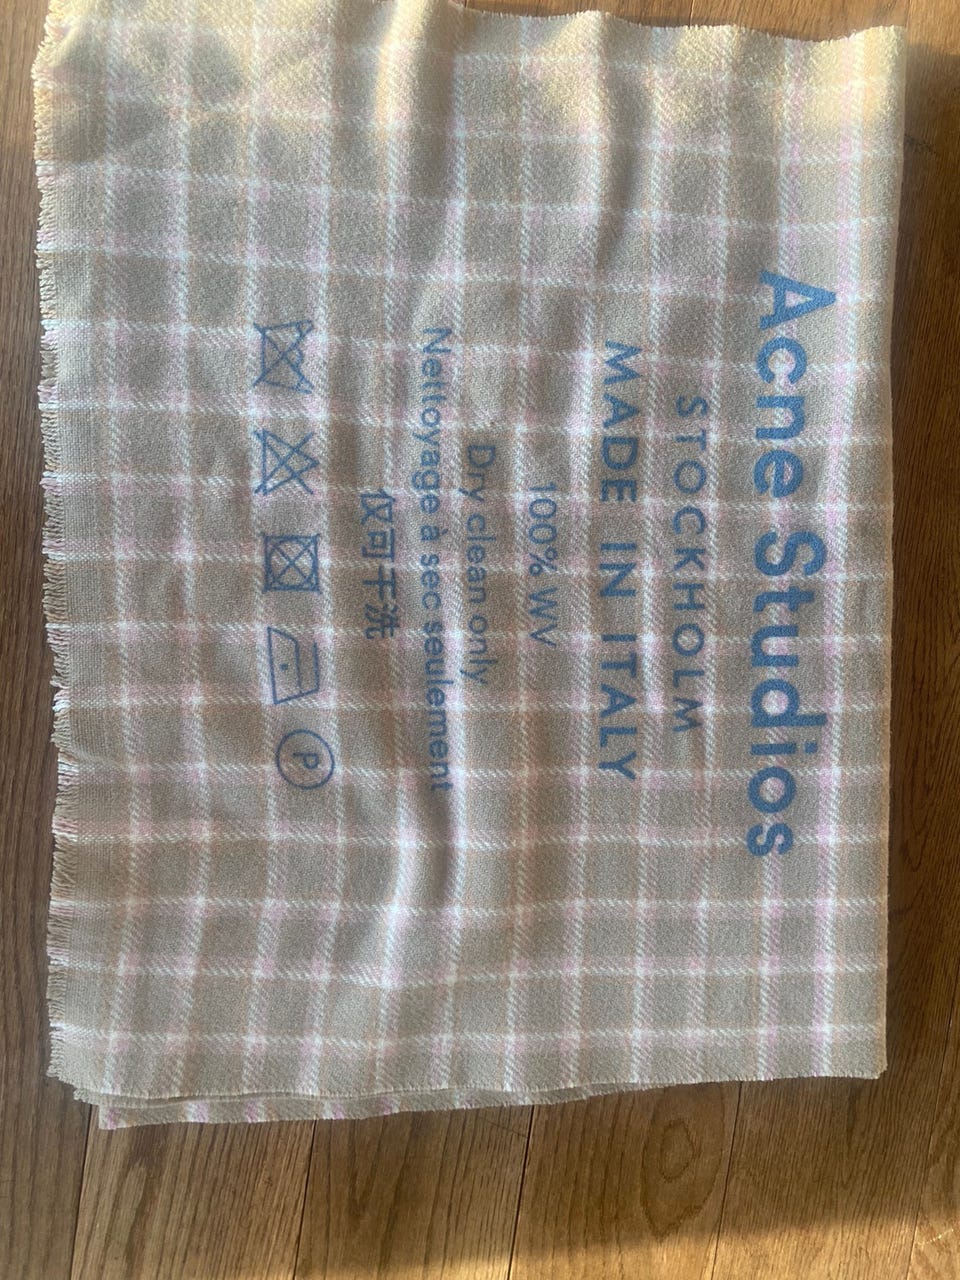 Acne Studios
STOCKHOLM
MADE IN ITALY
100% WV
Dry clean only
Nettoyage à sec seulement
仅可干洗
P